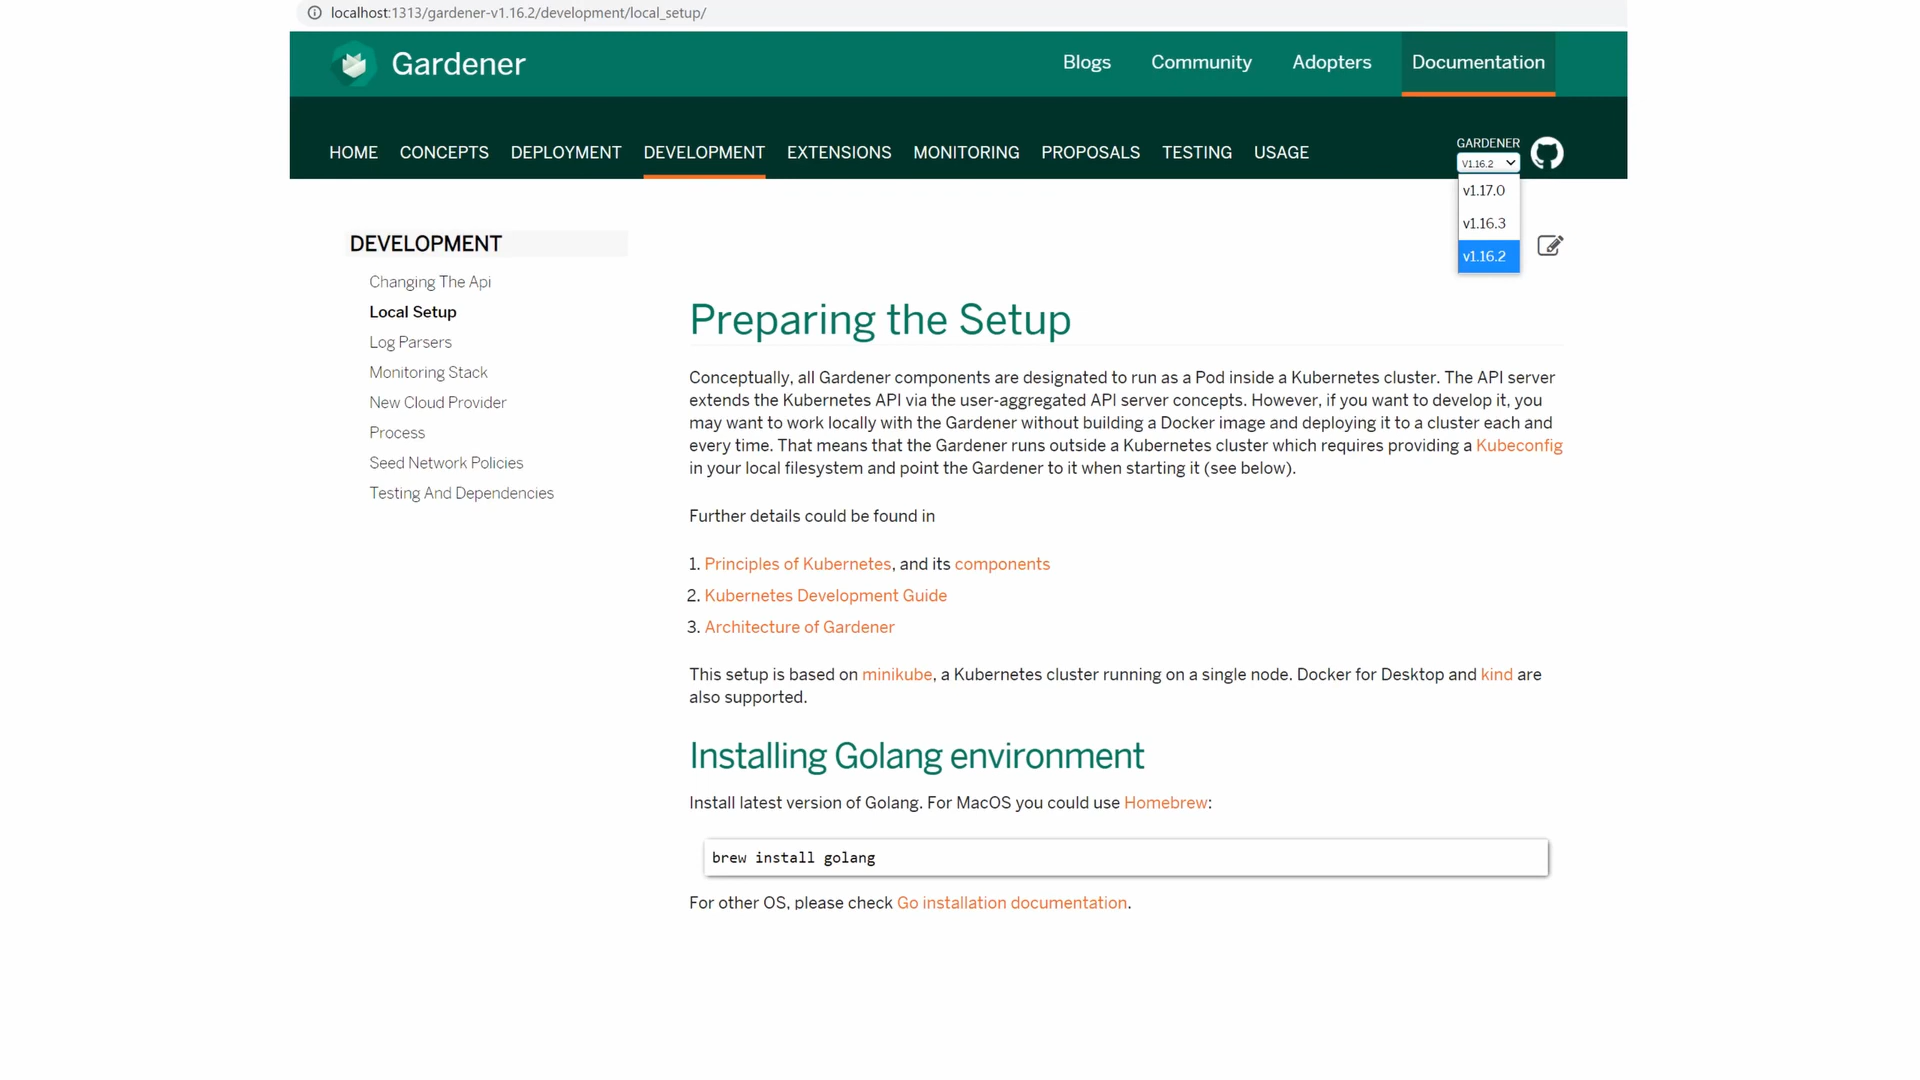 localhost:1313/gardener-v1.16.2/development/local_setup/
Gardener
Blogs Community Adopters Documentation
HOME CONCEPTS DEPLOYMENT DEVELOPMENT EXTENSIONS MONITORING PROPOSALS TESTING USAGE
GARDENER
V1.16.2
v1.17.0
v1.16.3
v1.16.2
DEVELOPMENT
Changing The Api
Local Setup
Log Parsers
Monitoring Stack
New Cloud Provider
Process
Seed Network Policies
Testing And Dependencies
Preparing the Setup
Conceptually, all Gardener components are designated to run as a Pod inside a Kubernetes cluster. The API server
extends the Kubernetes API via the user-aggregated API server concepts. However, if you want to develop it, you
may want to work locally with the Gardener without building a Docker image and deploying it to a cluster each and
every time. That means that the Gardener runs outside a Kubernetes cluster which requires providing a Kubeconfig
in your local filesystem and point the Gardener to it when starting it (see below).
Further details could be found in
1. Principles of Kubernetes, and its components
2. Kubernetes Development Guide
3. Architecture of Gardener
This setup is based on minikube, a Kubernetes cluster running on a single node. Docker for Desktop and kind are
also supported.
Installing Golang environment
Install latest version of Golang. For MacOS you could use Homebrew:
brew install golang
For other OS, please check Go installation documentation.